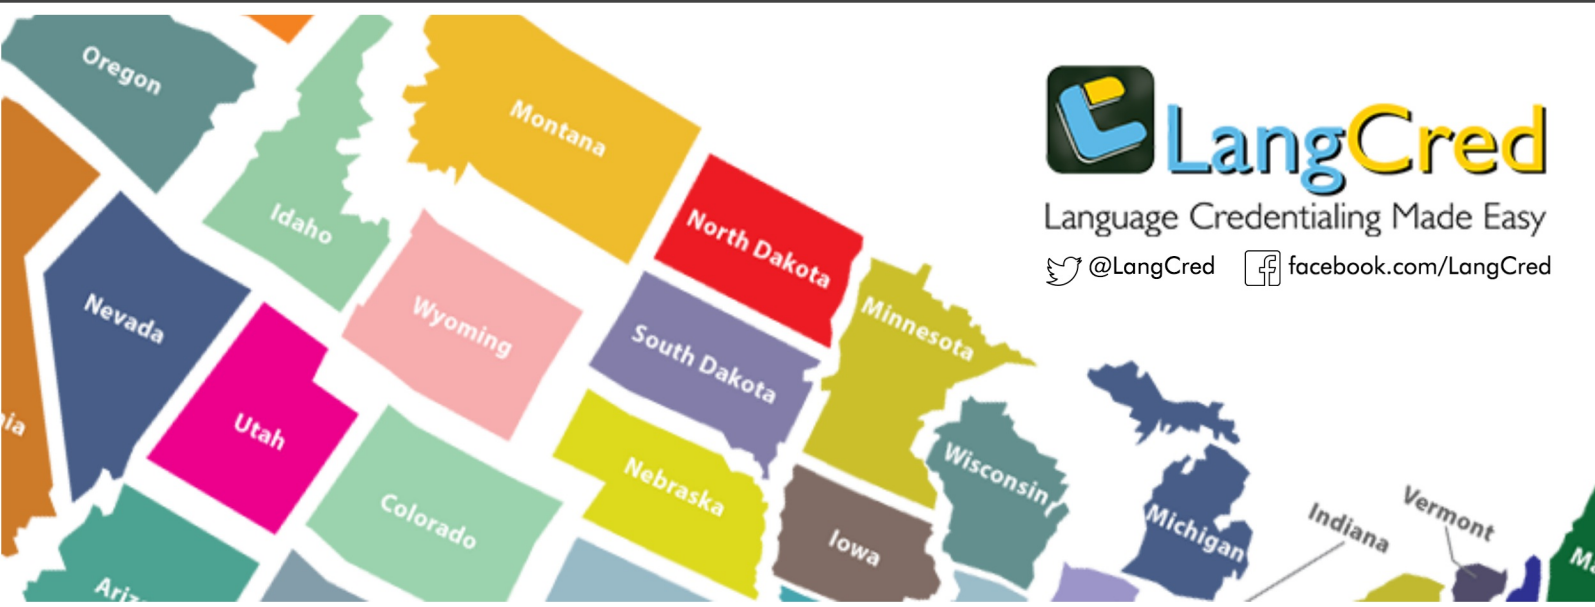 Oregon
Montana
Idaho
North Dakota
Nevada
Wyoming
South Dakota
Minnesota
Utah
Nebraska
Wisconsin
Colorado
Iowa
Michigan
Indiana
Vermont
LangCred
Language Credentialing Made Easy
@LangCred
facebook.com/LangCred